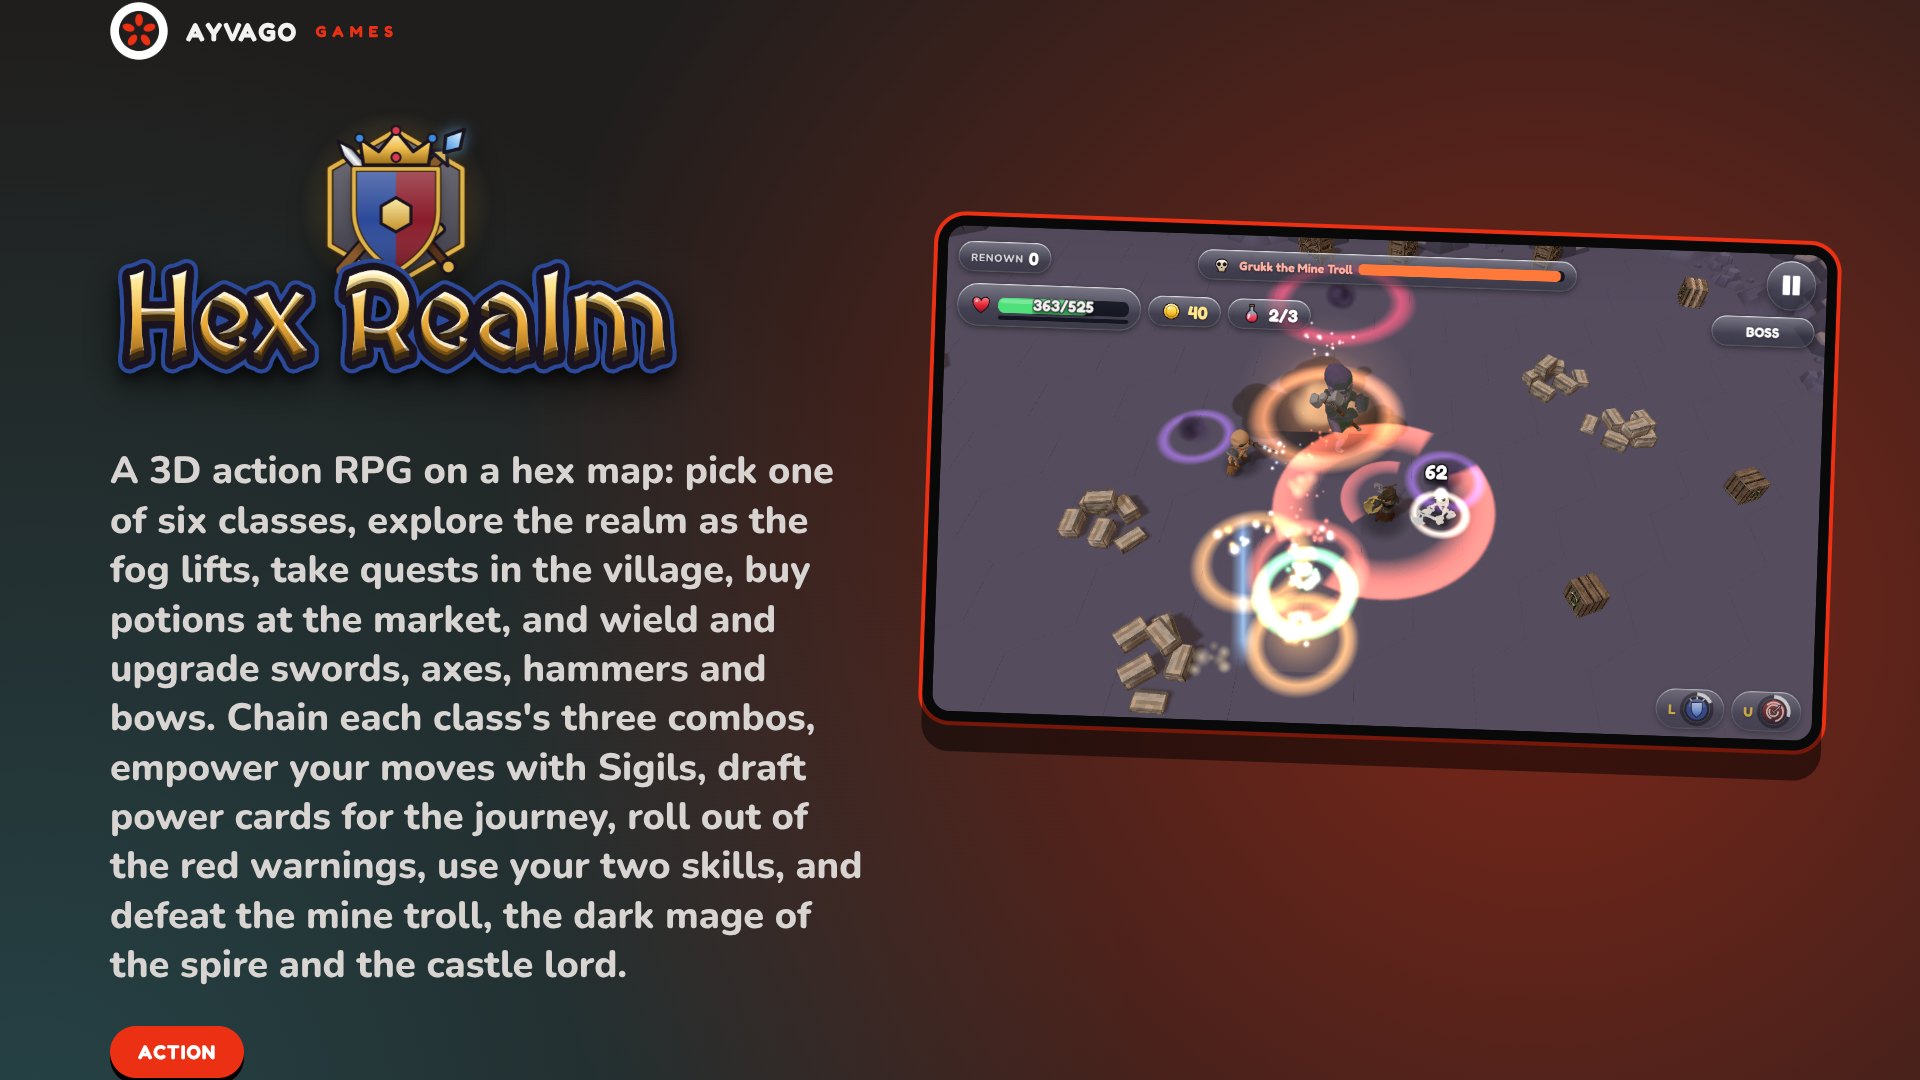 AYVAGO GAMES
Hex Realm
A 3D action RPG on a hex map: pick one
of six classes, explore the realm as the
fog lifts, take quests in the village, buy
potions at the market, and wield and
upgrade swords, axes, hammers and
bows. Chain each class's three combos,
empower your moves with Sigils, draft
power cards for the journey, roll out of
the red warnings, use your two skills, and
defeat the mine troll, the dark mage of
the spire and the castle lord.
ACTION
RENOWN 0
Grukk the Mine Troll
363/525
40
2/3
BOSS
62
L
U